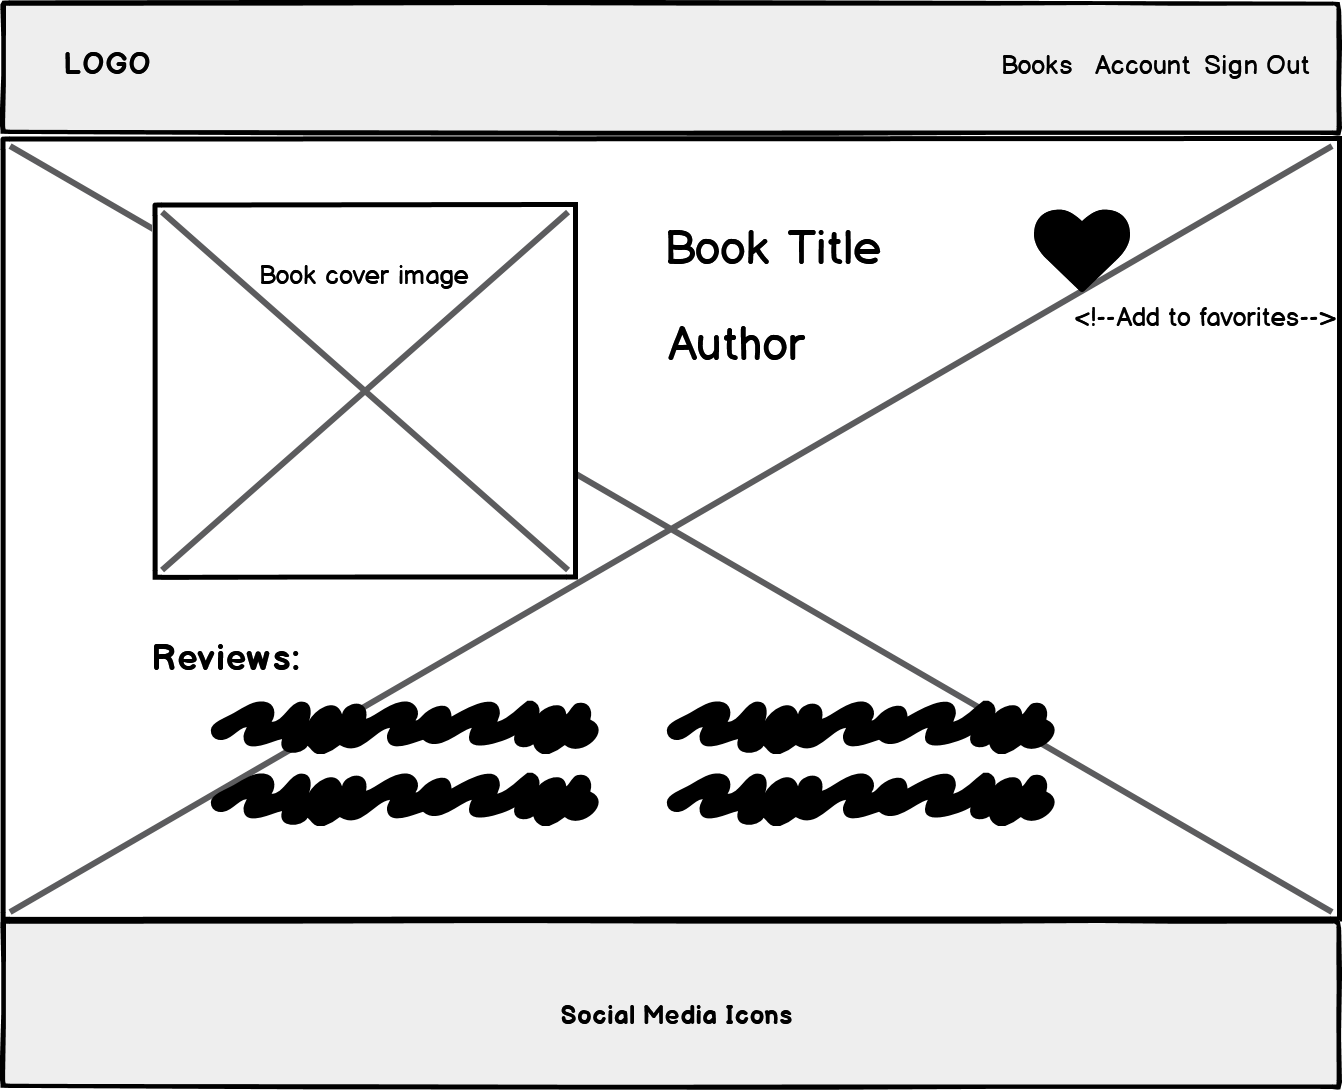 LOGO
Books Account Sign Out
Book cover image
Book Title
<!--Add to favorites-->
Author
Reviews:
Social Media Icons